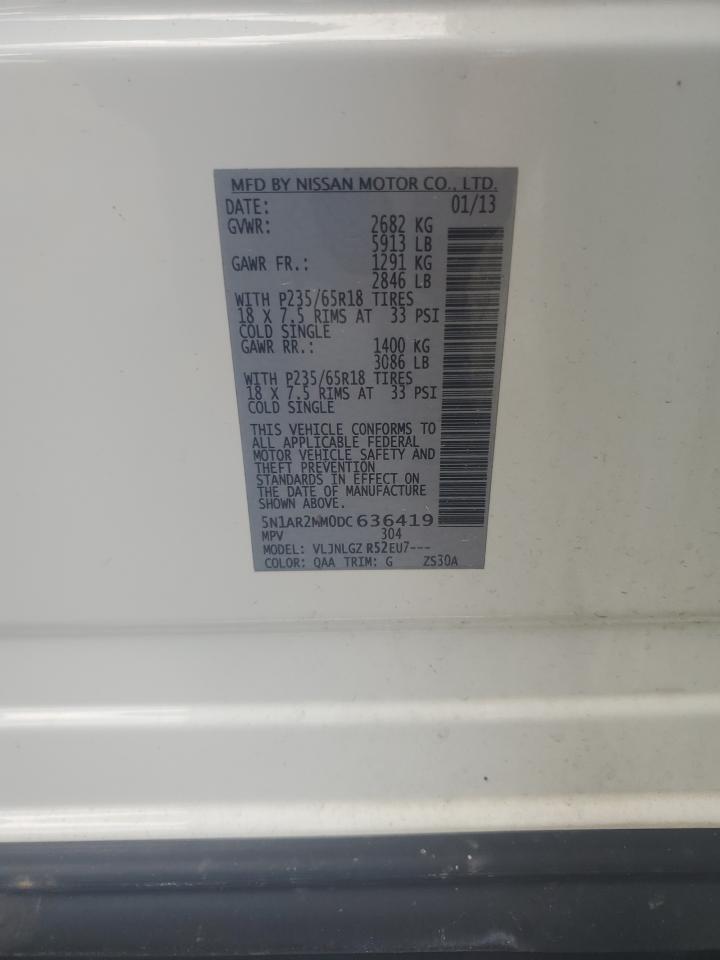 MFD BY NISSAN MOTOR CO., LTD.
DATE: 01/13
GVWR: 2682 KG
5913 LB
GAWR FR.: 1291 KG
2846 LB
WITH P235/65R18 TIRES
18 X 7.5 RIMS AT 33 PSI
COLD SINGLE
GAWR RR.: 1400 KG
3086 LB
WITH P235/65R18 TIRES
18 X 7.5 RIMS AT 33 PSI
COLD SINGLE
THIS VEHICLE CONFORMS TO
ALL APPLICABLE FEDERAL
MOTOR VEHICLE SAFETY AND
THEFT PREVENTION
STANDARDS IN EFFECT ON
THE DATE OF MANUFACTURE
SHOWN ABOVE.
5N1AR2MM0DC636419
MPV 304
MODEL: VLJNLGZ R52EU7---
COLOR: QAA TRIM: G ZS30A